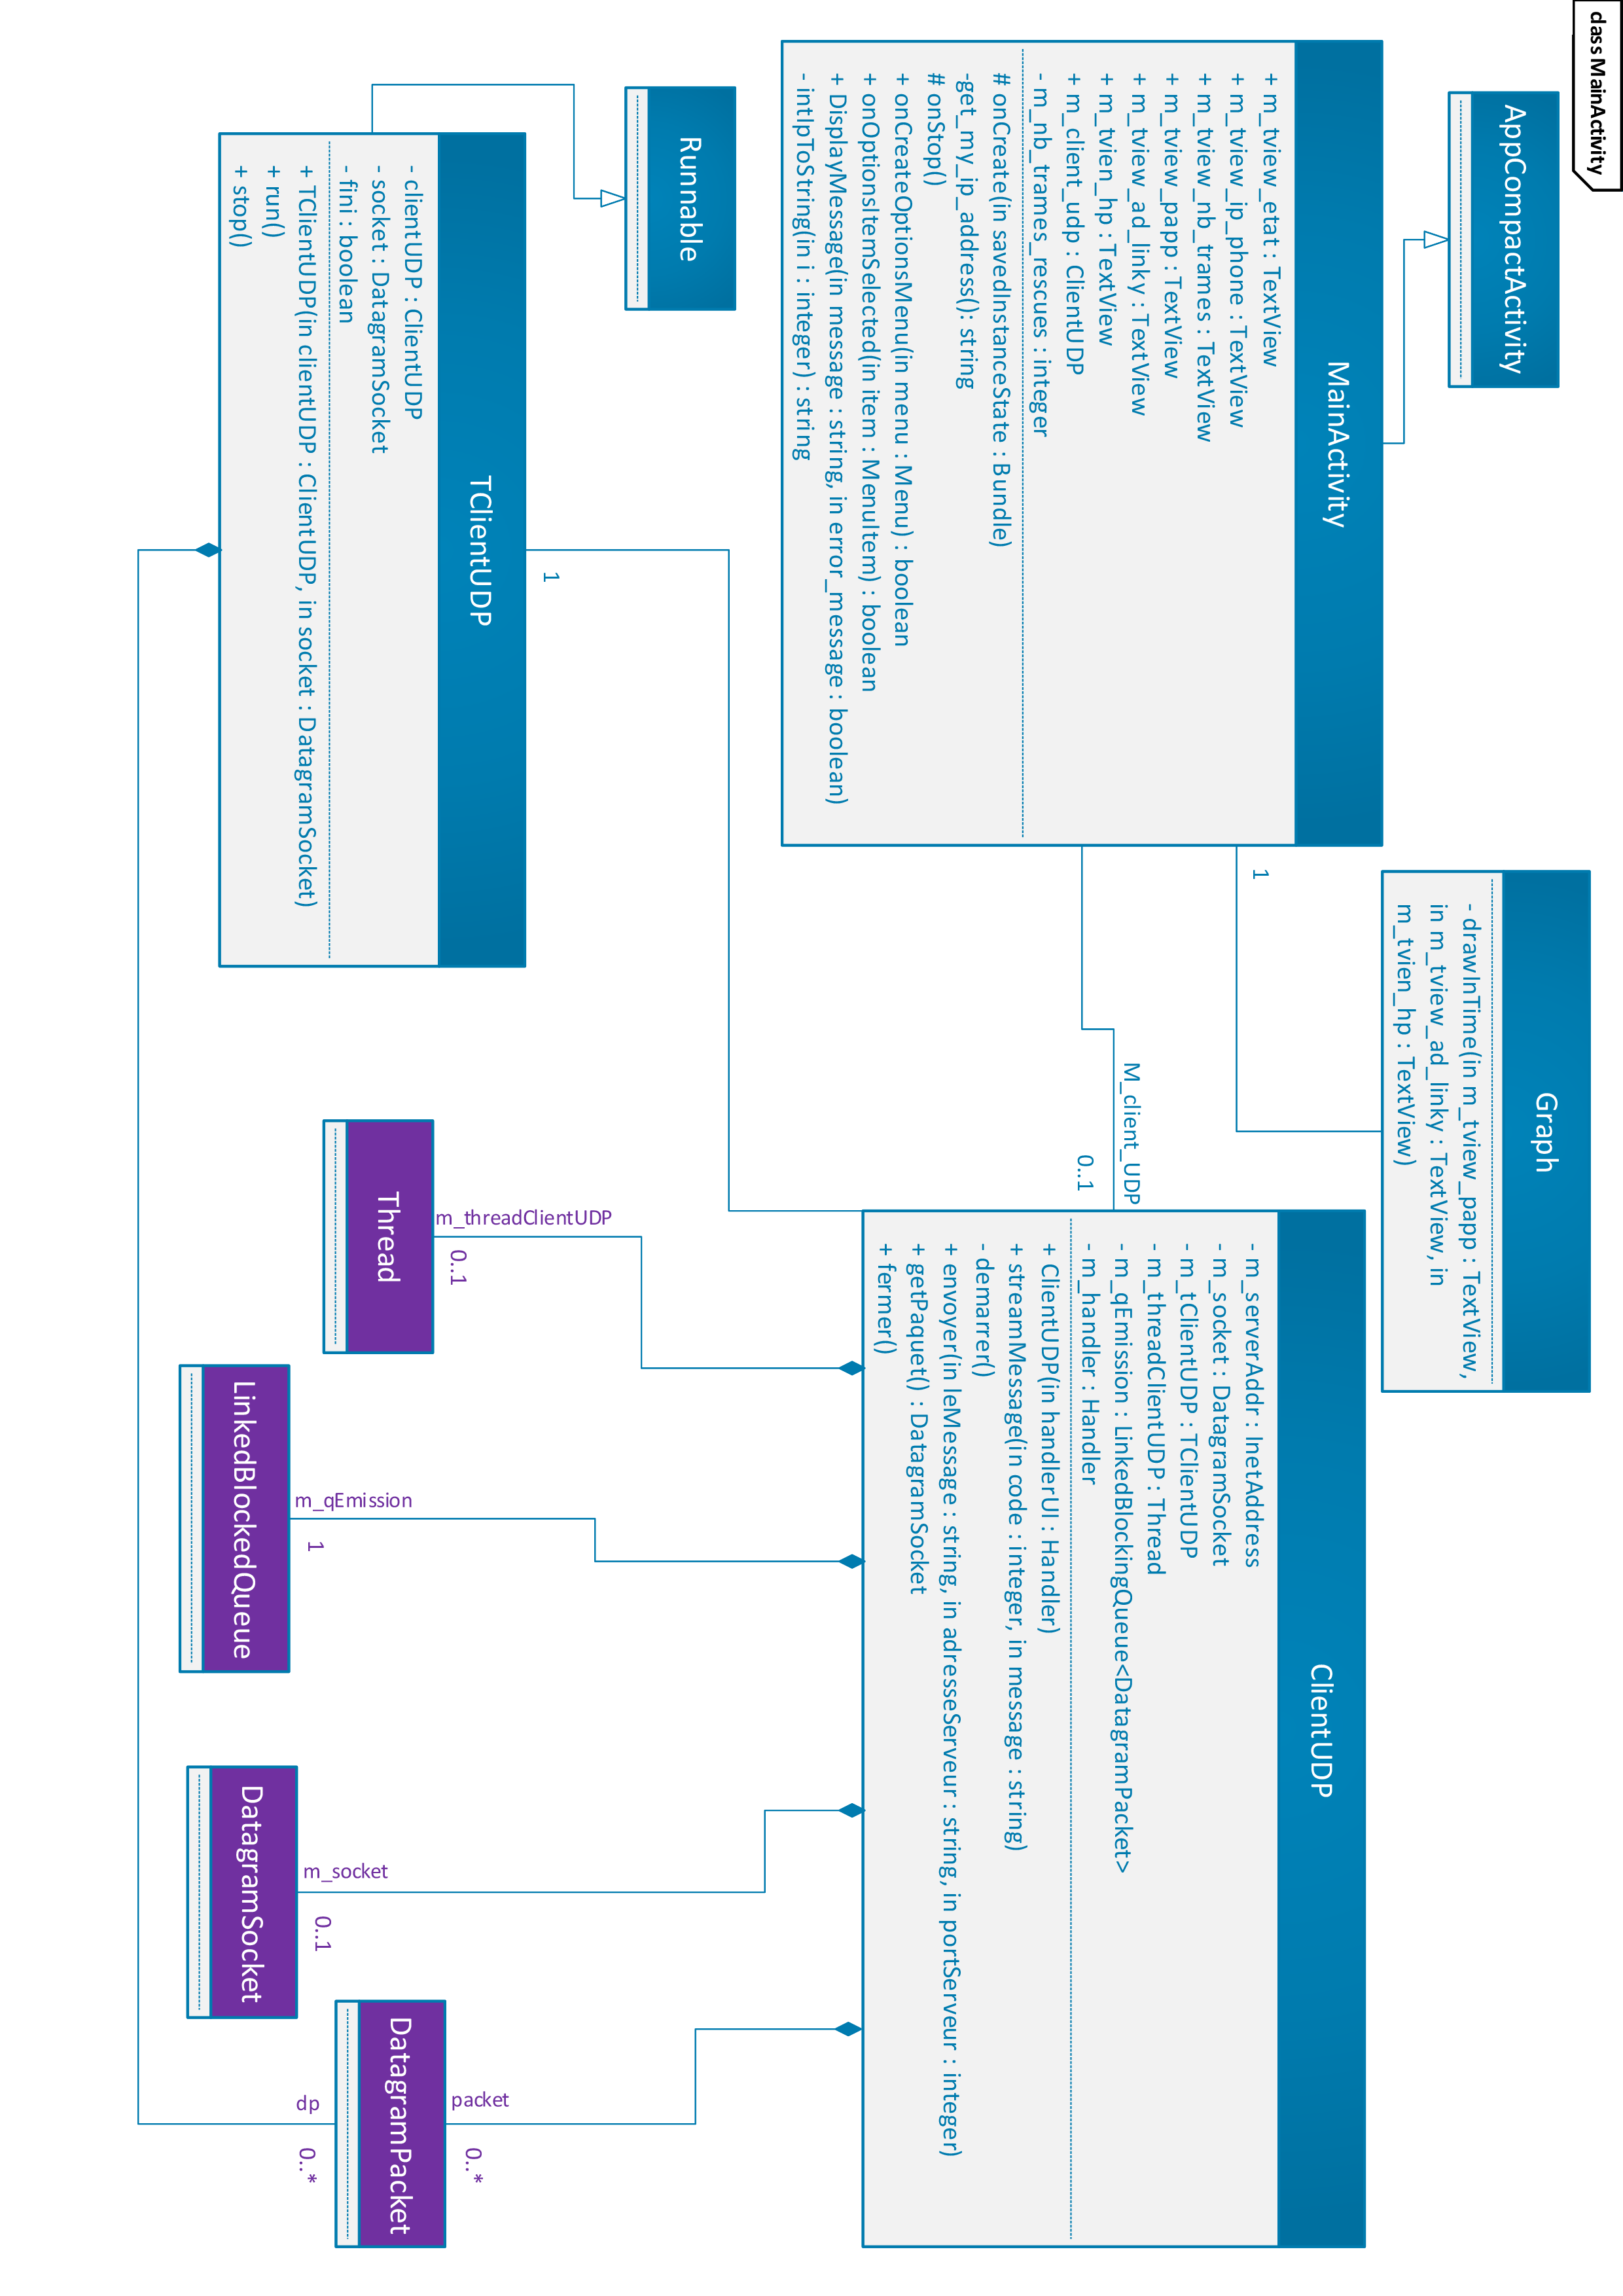 classMainActivity
AppCompactActivity
MainActivity
+ m_tview_etat : TextView
+ m_tview_ip_phone : TextView
+ m_tview_nb_trames : TextView
+ m_tview_papp : TextView
+ m_tview_ad_linky : TextView
+ m_tvien_hp : TextView
+ m_client_udp : ClientUDP
- m_nb_trames_rescues : integer
# onCreate(in savedInstanceState : Bundle)
-get_my_ip_address(): string
# onStop()
+ onCreateOptionsMenu(in menu : Menu) : boolean
+ onOptionsItemSelected(in item : MenuItem) : boolean
+ DisplayMessage(in message : string, in error_message : boolean)
- intIpToString(in i : integer) : string
1
Graph
- drawInTime(in m_tview_papp : TextView,
in m_tview_ad_linky : TextView, in
m_tvien_hp : TextView)
M_client_UDP
0..1
ClientUDP
- m_serverAddr : InetAddress
- m_socket : DatagramSocket
- m_tClientUDP : TClientUDP
- m_threadClientUDP : Thread
- m_qEmission : LinkedBlockingQueue<DatagramPacket>
- m_handler : Handler
+ ClientUDP(in handlerUI : Handler)
+ streamMessage(in code : integer, in message : string)
- demarrer()
+ envoyer(in leMessage : string, in adresseServeur : string, in portServeur : integer)
+ getPaquet() : DatagramSocket
+ fermer()
Runnable
TClientUDP
- clientUDP : ClientUDP
- socket : DatagramSocket
- fini : boolean
+ TClientUDP(in clientUDP : ClientUDP, in socket : DatagramSocket)
+ run()
+ stop()
1
m_threadClientUDP
0..1
Thread
m_qEmission
1
LinkedBlockedQueue
m_socket
0..1
DatagramSocket
packet
0..*
DatagramPacket
dp
0..*